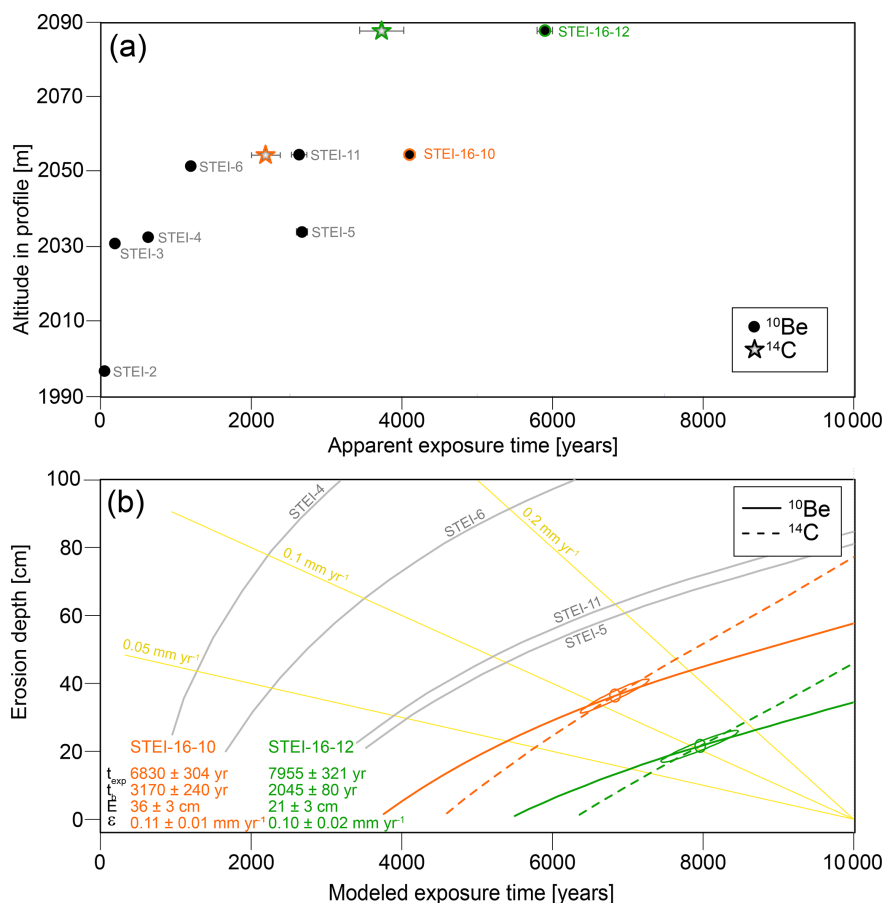 (a)
2090
2070
2050
2030
2010
1990
Altitude in profile [m]
STEI-16-12
STEI-6
STEI-11
STEI-16-10
STEI-4
STEI-3
STEI-5
STEI-2
¹⁰Be
¹⁴C
0 2000 4000 6000 8000 10000
Apparent exposure time [years]
(b)
100
80
60
40
20
0
Erosion depth [cm]
STEI-4
STEI-6
0.2 mm yr⁻¹
0.1 mm yr⁻¹
0.05 mm yr⁻¹
STEI-11
STEI-5
¹⁰Be
¹⁴C
STEI-16-10 STEI-16-12
t_exp 6830 ± 304 yr 7955 ± 321 yr
3170 ± 240 yr 2045 ± 80 yr
E 36 ± 3 cm 21 ± 3 cm
ε 0.11 ± 0.01 mm yr⁻¹ 0.10 ± 0.02 mm yr⁻¹
0 2000 4000 6000 8000 10000
Modeled exposure time [years]